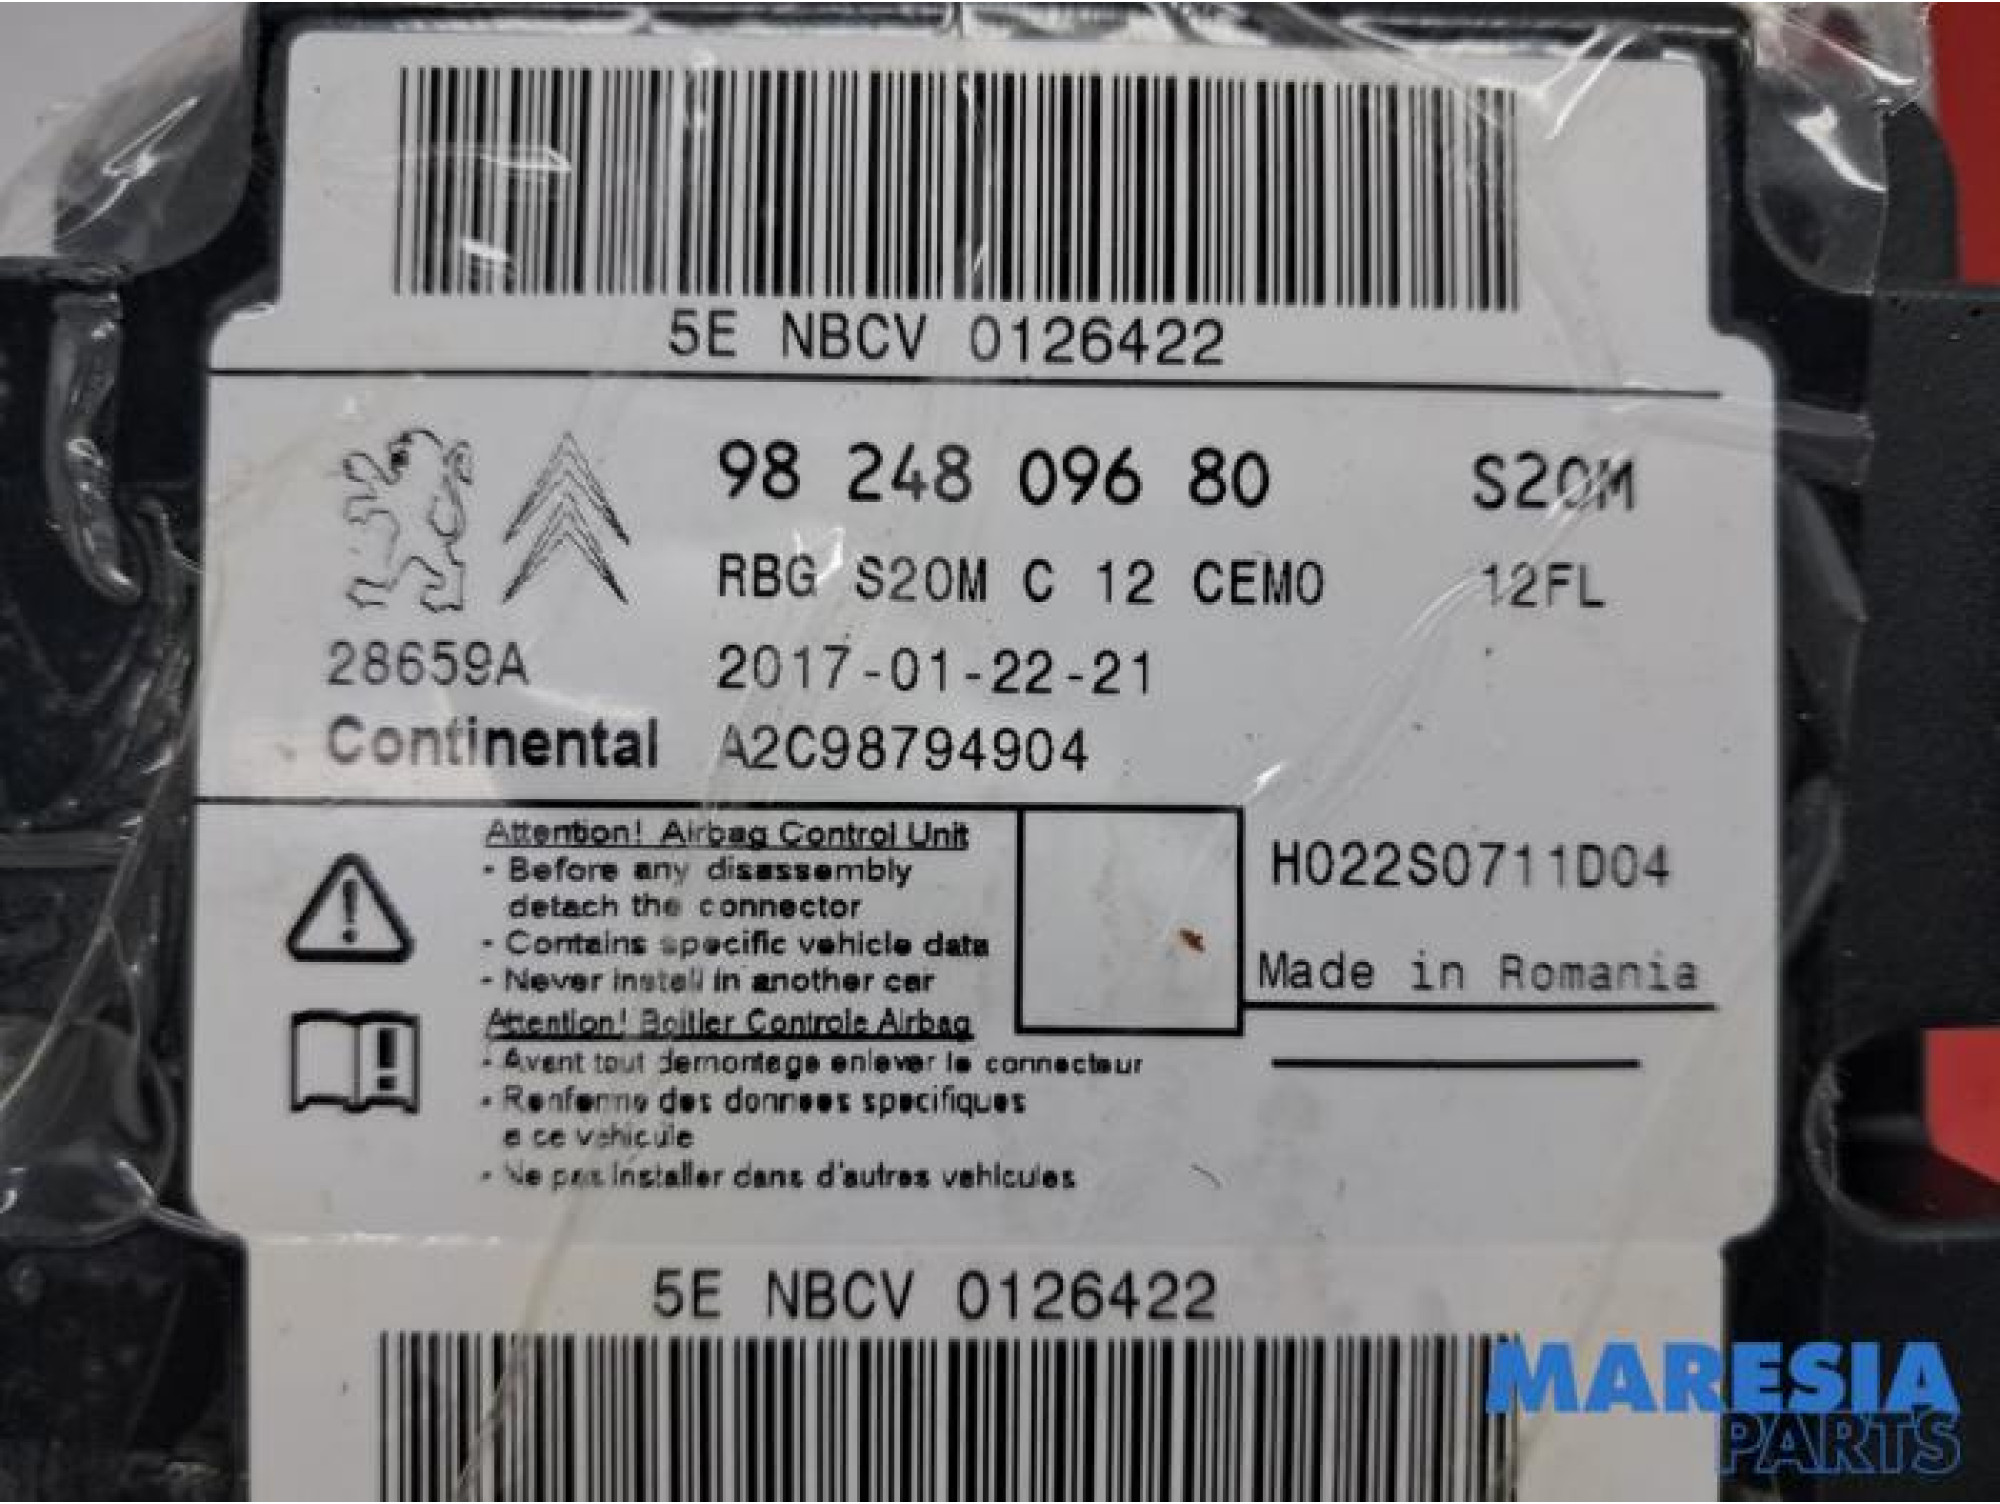 5E NBCV 0126422
98 248 096 80 S20M
RBG S20M C 12 CEMO 12FL
28659A 2017-01-22-21
Continental A2C98794904
Attention! Airbag Control Unit
- Before any disassembly
detach the connector
- Contains specific vehicle data
- Never install in another car
Attention! Boitier Controle Airbag
- Avant tout demontage enlever le connecteur
- Renferme des donnees specifiques
a ce vehicule
- Ne pas installer dans d'autres vehicules
H022S0711D04
Made in Romania
5E NBCV 0126422
MARESIA
PARTS